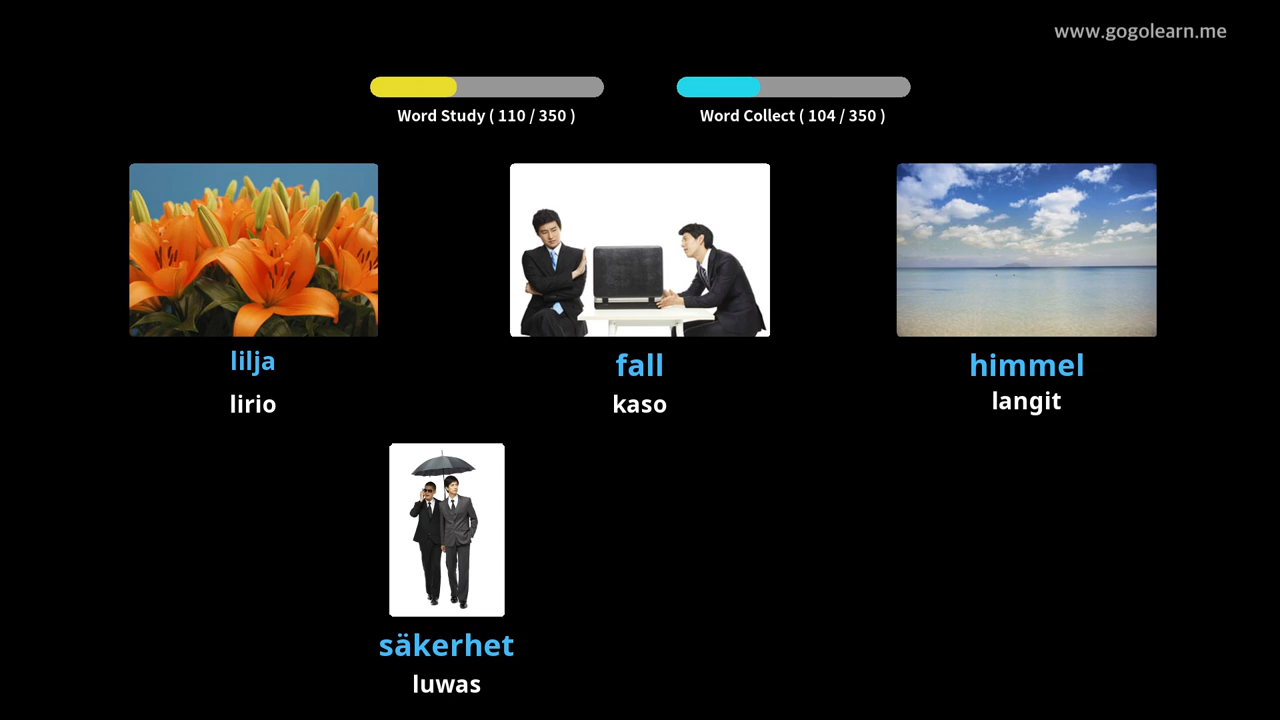 www.gogolearn.me
Word Study ( 110 / 350 )
Word Collect ( 104 / 350 )
lilja
fall
himmel
lirio
kaso
langit
säkerhet
luwas